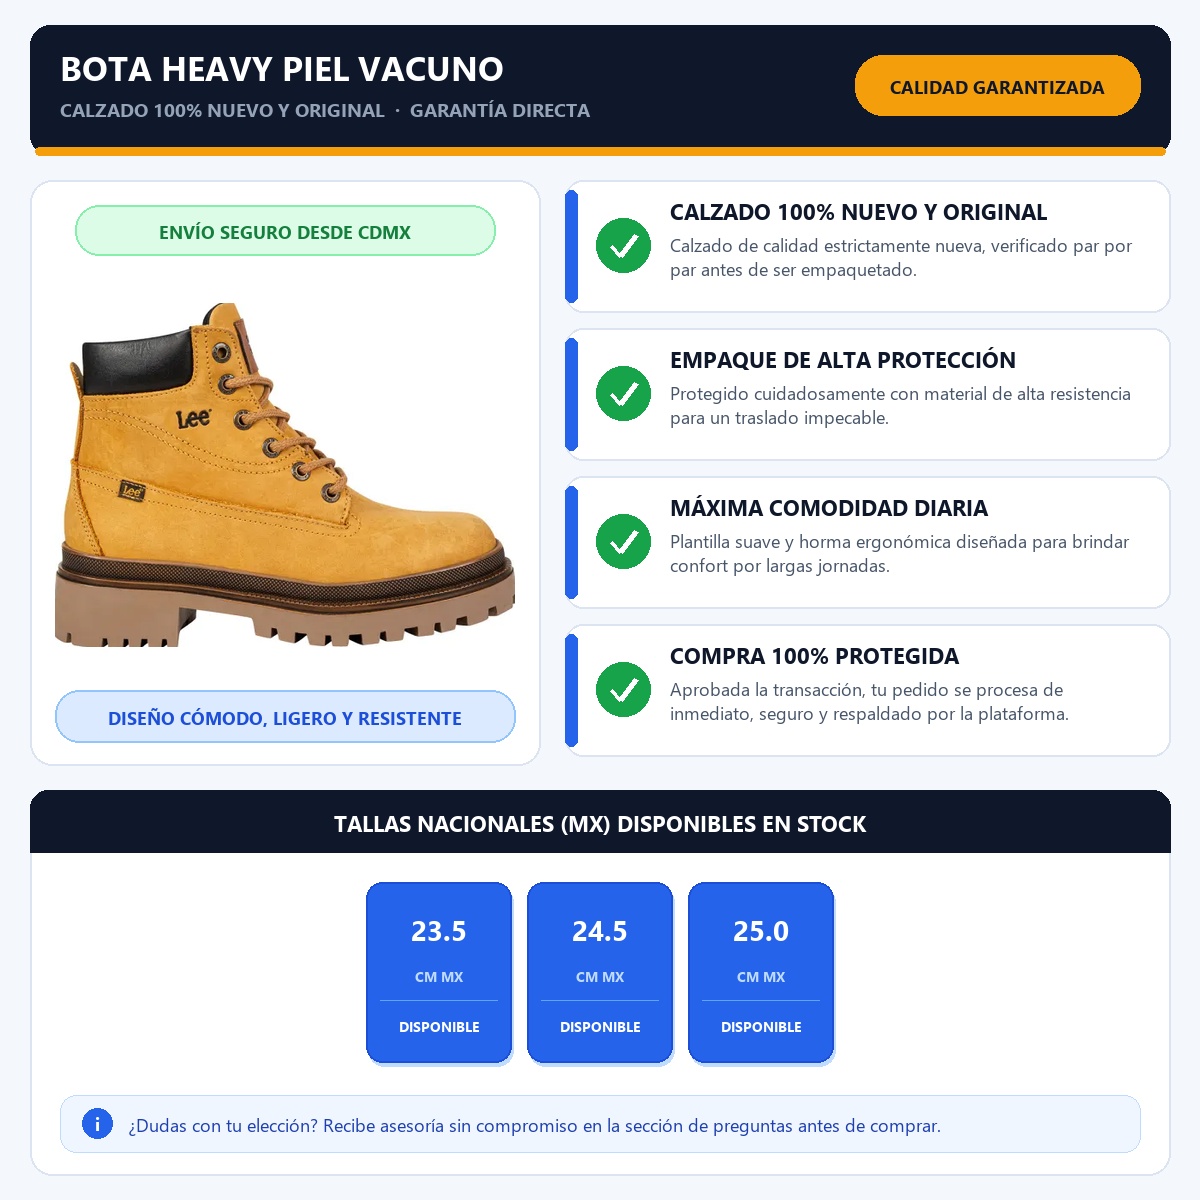 BOTA HEAVY PIEL VACUNO
CALZADO 100% NUEVO Y ORIGINAL · GARANTÍA DIRECTA
CALIDAD GARANTIZADA
ENVÍO SEGURO DESDE CDMX
Lee
Lee
DISEÑO CÓMODO, LIGERO Y RESISTENTE
CALZADO 100% NUEVO Y ORIGINAL
Calzado de calidad estrictamente nueva, verificado par por
par antes de ser empaquetado.
EMPAQUE DE ALTA PROTECCIÓN
Protegido cuidadosamente con material de alta resistencia
para un traslado impecable.
MÁXIMA COMODIDAD DIARIA
Plantilla suave y horma ergonómica diseñada para brindar
confort por largas jornadas.
COMPRA 100% PROTEGIDA
Aprobada la transacción, tu pedido se procesa de
inmediato, seguro y respaldado por la plataforma.
TALLAS NACIONALES (MX) DISPONIBLES EN STOCK
23.5
CM MX
DISPONIBLE
24.5
CM MX
DISPONIBLE
25.0
CM MX
DISPONIBLE
¿Dudas con tu elección? Recibe asesoría sin compromiso en la sección de preguntas antes de comprar.